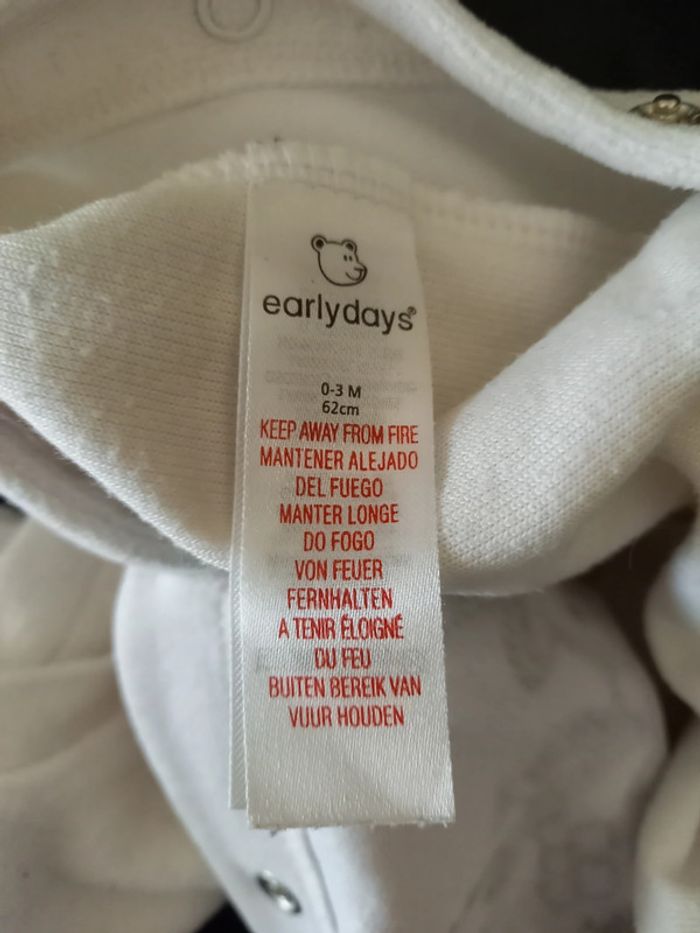 earlydays®
0-3 M
62cm
KEEP AWAY FROM FIRE
MANTENER ALEJADO
DEL FUEGO
MANTER LONGE
DO FOGO
VON FEUER
FERNHALTEN
A TENIR ÉLOIGNÉ
DU FEU
BUITEN BEREIK VAN
VUUR HOUDEN